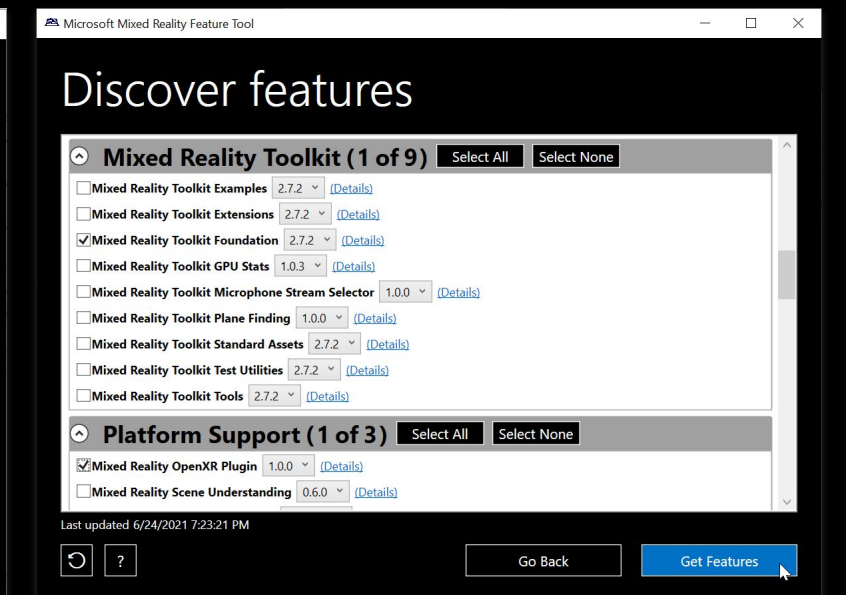 Microsoft Mixed Reality Feature Tool
Discover features
Mixed Reality Toolkit (1 of 9) Select All Select None
Mixed Reality Toolkit Examples 2.7.2 (Details)
Mixed Reality Toolkit Extensions 2.7.2 (Details)
Mixed Reality Toolkit Foundation 2.7.2 (Details)
Mixed Reality Toolkit GPU Stats 1.0.3 (Details)
Mixed Reality Toolkit Microphone Stream Selector 1.0.0 (Details)
Mixed Reality Toolkit Plane Finding 1.0.0 (Details)
Mixed Reality Toolkit Standard Assets 2.7.2 (Details)
Mixed Reality Toolkit Test Utilities 2.7.2 (Details)
Mixed Reality Toolkit Tools 2.7.2 (Details)
Platform Support (1 of 3) Select All Select None
Mixed Reality OpenXR Plugin 1.0.0 (Details)
Mixed Reality Scene Understanding 0.6.0 (Details)
Last updated 6/24/2021 7:23:21 PM
? Go Back Get Features